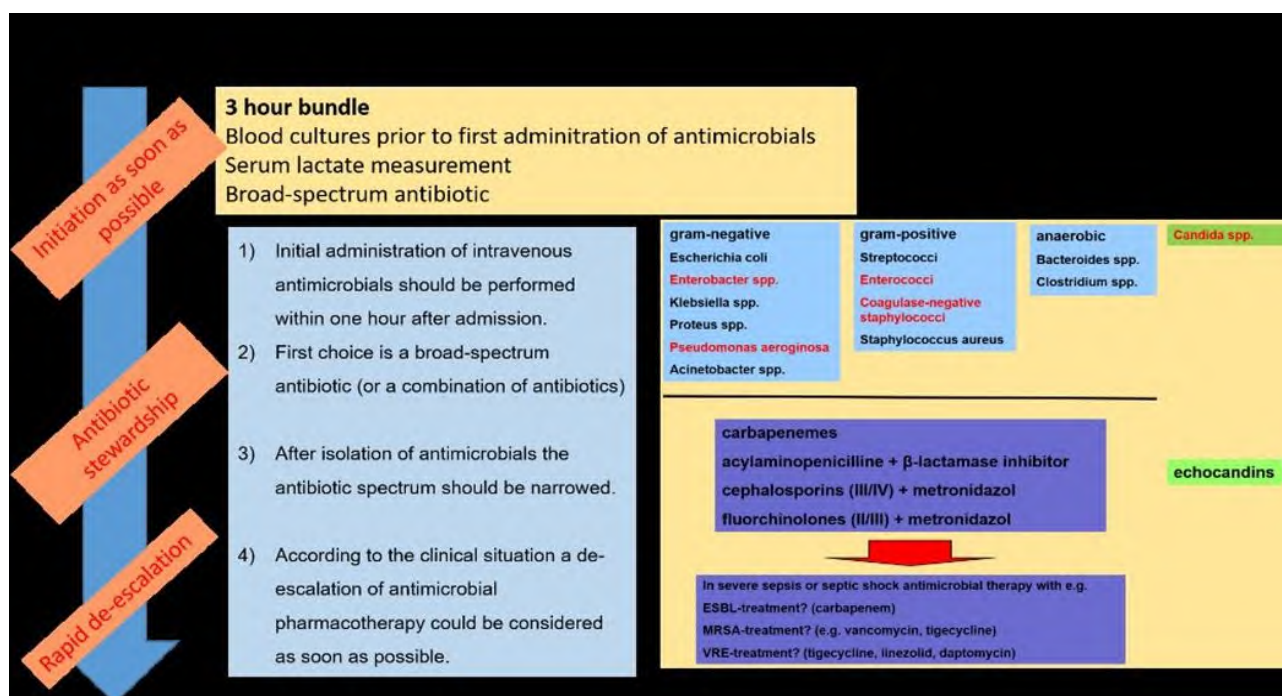 Initiation as soon as
possible
Antibiotic
stewardship
Rapid de-escalation
3 hour bundle
Blood cultures prior to first adminitration of antimicrobials
Serum lactate measurement
Broad-spectrum antibiotic
1) Initial administration of intravenous
antimicrobials should be performed
within one hour after admission.
2) First choice is a broad-spectrum
antibiotic (or a combination of antibiotics)
3) After isolation of antimicrobials the
antibiotic spectrum should be narrowed.
4) According to the clinical situation a de-
escalation of antimicrobial
pharmacotherapy could be considered
as soon as possible.
gram-negative
Escherichia coli
Enterobacter spp.
Klebsiella spp.
Proteus spp.
Pseudomonas aeroginosa
Acinetobacter spp.
gram-positive
Streptococci
Enterococci
Coagulase-negative
staphylococci
Staphylococcus aureus
anaerobic
Bacteroides spp.
Clostridium spp.
Candida spp.
carbapenemes
acylaminopenicilline + β-lactamase inhibitor
cephalosporins (III/IV) + metronidazol
fluorchinolones (II/III) + metronidazol
echocandins
In severe sepsis or septic shock antimicrobial therapy with e.g.
ESBL-treatment? (carbapenem)
MRSA-treatment? (e.g. vancomycin, tigecycline)
VRE-treatment? (tigecycline, linezolid, daptomycin)